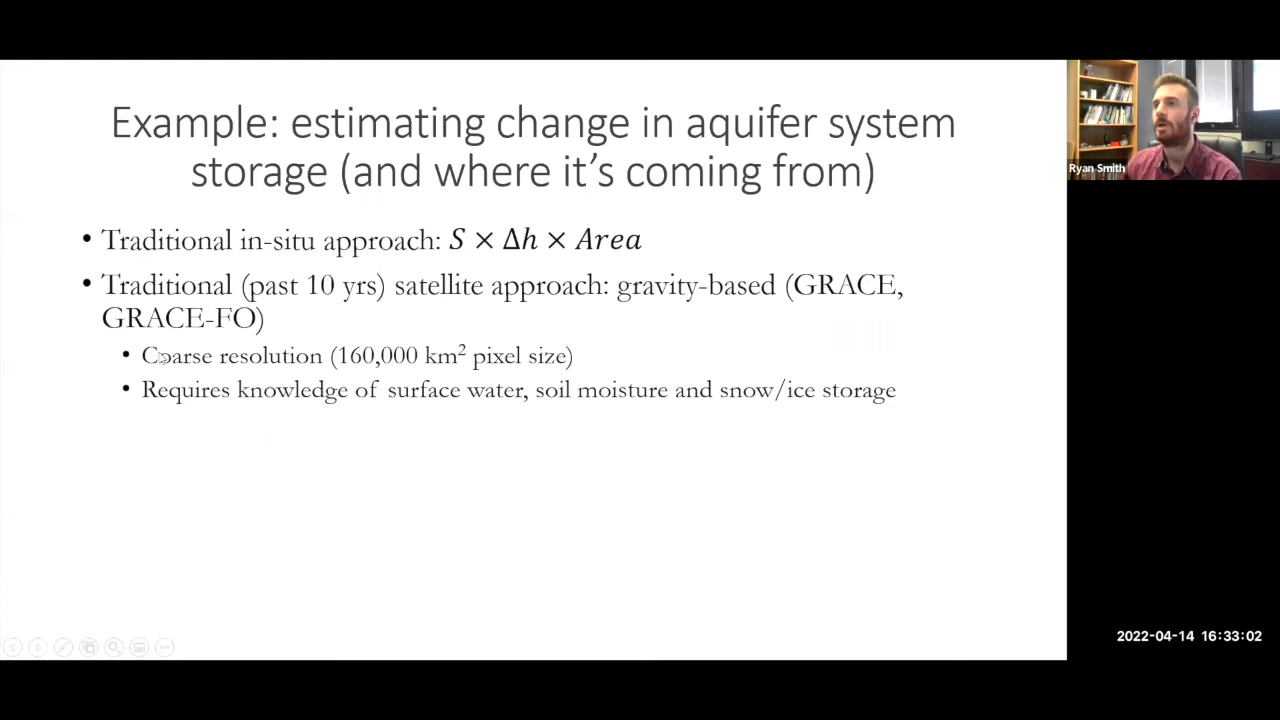 Example: estimating change in aquifer system
storage (and where it’s coming from)
• Traditional in-situ approach: S × Δh × Area
• Traditional (past 10 yrs) satellite approach: gravity-based (GRACE,
GRACE-FO)
• Coarse resolution (160,000 km² pixel size)
• Requires knowledge of surface water, soil moisture and snow/ice storage
Ryan Smith
2022-04-14 16:33:02